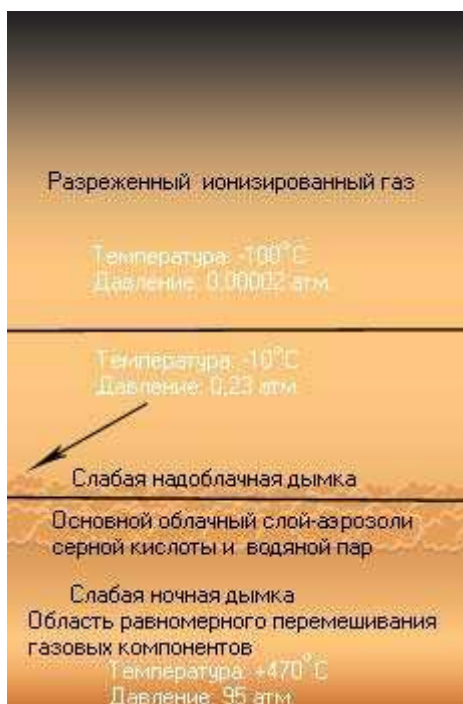 Разреженный ионизированный газ
Температура: -100°С
Давление: 0,00002 атм.
Температура: -10°С
Давление: 0,23 атм.
Слабая надоблачная дымка
Основной облачный слой-аэрозоли
серной кислоты и водяной пар
Слабая ночная дымка
Область равномерного перемешивания
газовых компонентов
Температура: +470°С
Давление: 95 атм.